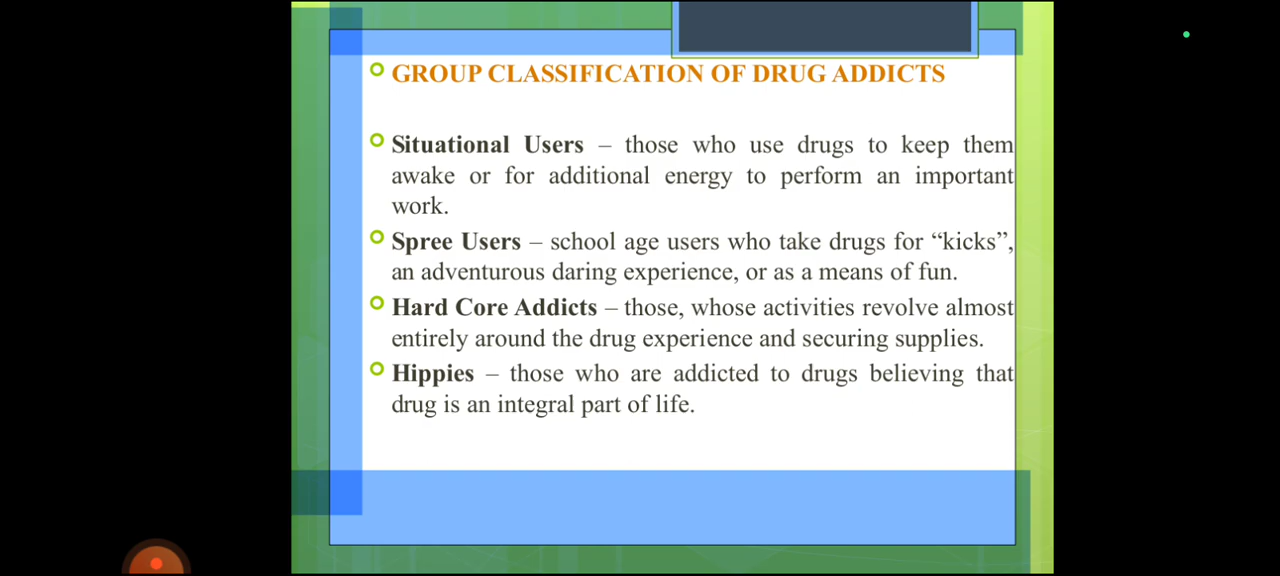 GROUP CLASSIFICATION OF DRUG ADDICTS
Situational Users – those who use drugs to keep them
awake or for additional energy to perform an important
work.
Spree Users – school age users who take drugs for “kicks”,
an adventurous daring experience, or as a means of fun.
Hard Core Addicts – those, whose activities revolve almost
entirely around the drug experience and securing supplies.
Hippies – those who are addicted to drugs believing that
drug is an integral part of life.